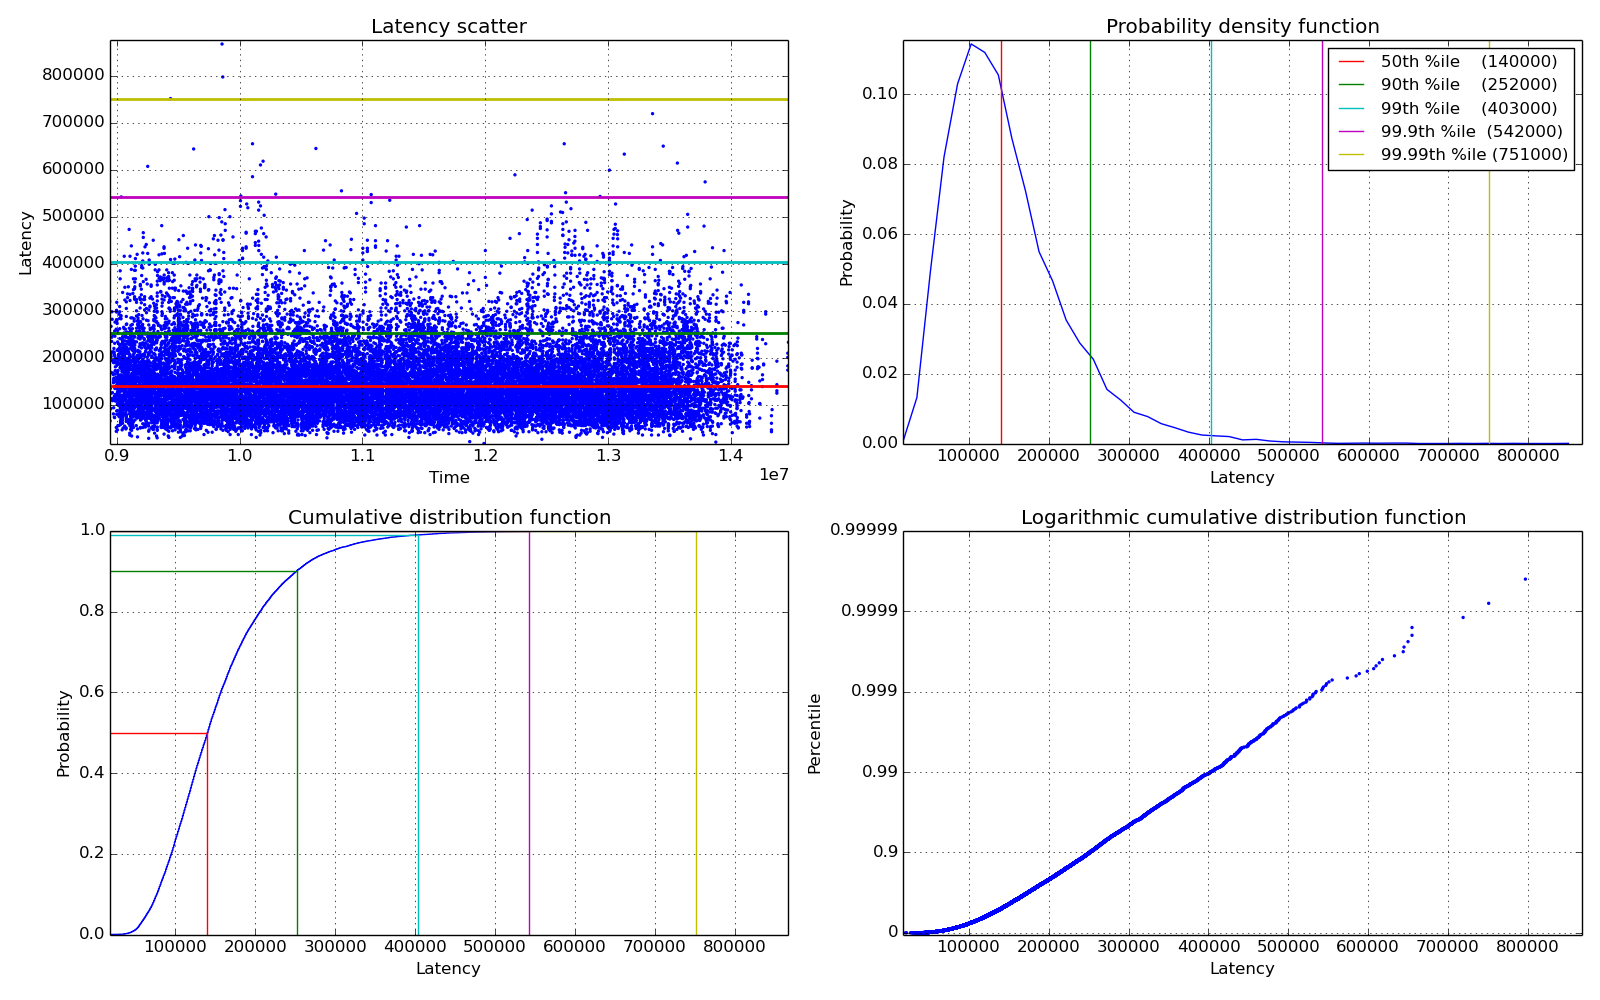 Latency scatter
800000
700000
600000
500000
400000
300000
200000
100000
Latency
0.9 1.0 1.1 1.2 1.3 1.4
1e7
Time
Probability density function
0.10
0.08
0.06
0.04
0.02
0.00
Probability
50th %ile (140000)
90th %ile (252000)
99th %ile (403000)
99.9th %ile (542000)
99.99th %ile (751000)
100000 200000 300000 400000 500000 600000 700000 800000
Latency
Cumulative distribution function
1.0
0.8
0.6
0.4
0.2
0.0
Probability
100000 200000 300000 400000 500000 600000 700000 800000
Latency
Logarithmic cumulative distribution function
0.99999
0.9999
0.999
0.99
0.9
0
Percentile
100000 200000 300000 400000 500000 600000 700000 800000
Latency